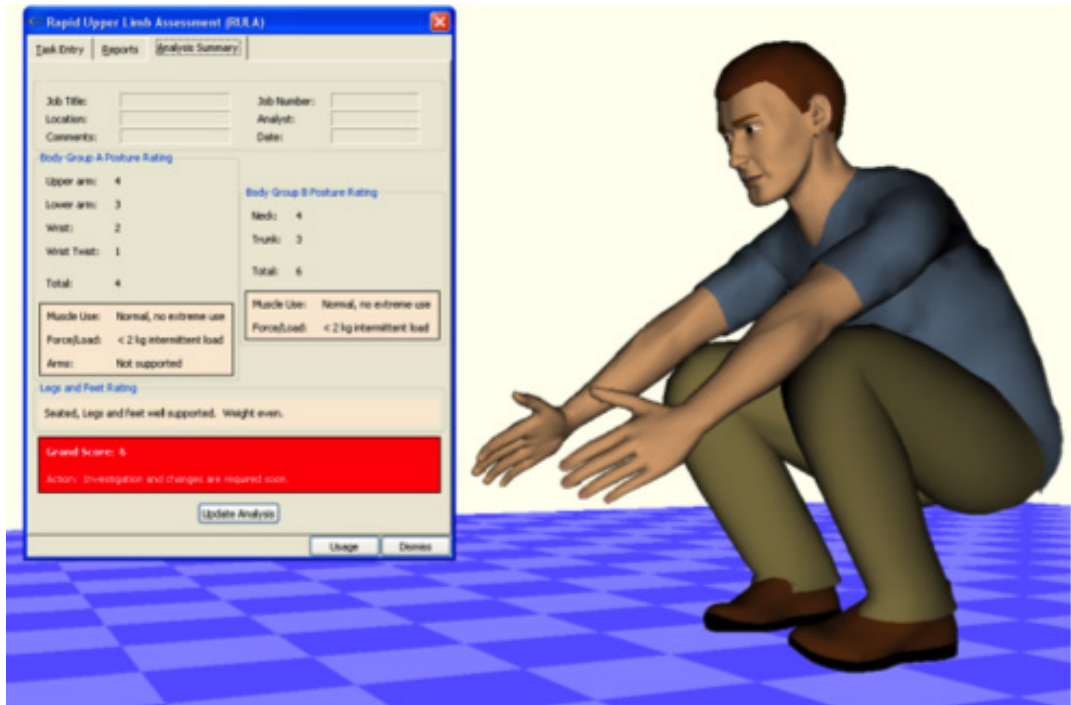 Rapid Upper Limb Assessment (RULA)
Task Entry Reports Analysis Summary
Job Title: Job Number:
Location: Analyst:
Comments: Date:
Body Group A Posture Rating
Upper arm: 4
Lower arm: 3
Wrist: 2
Wrist Twist: 1
Total: 4
Muscle Use: Normal, no extreme use
Force/Load: < 2 kg intermittent load
Arms: Not supported
Body Group B Posture Rating
Neck: 4
Trunk: 3
Total: 6
Muscle Use: Normal, no extreme use
Force/Load: < 2 kg intermittent load
Legs and Feet Rating
Seated, Legs and feet well supported. Weight even.
Grand Score: 6
Action: Investigation and changes are required soon.
Update Analysis
Usage Dismiss